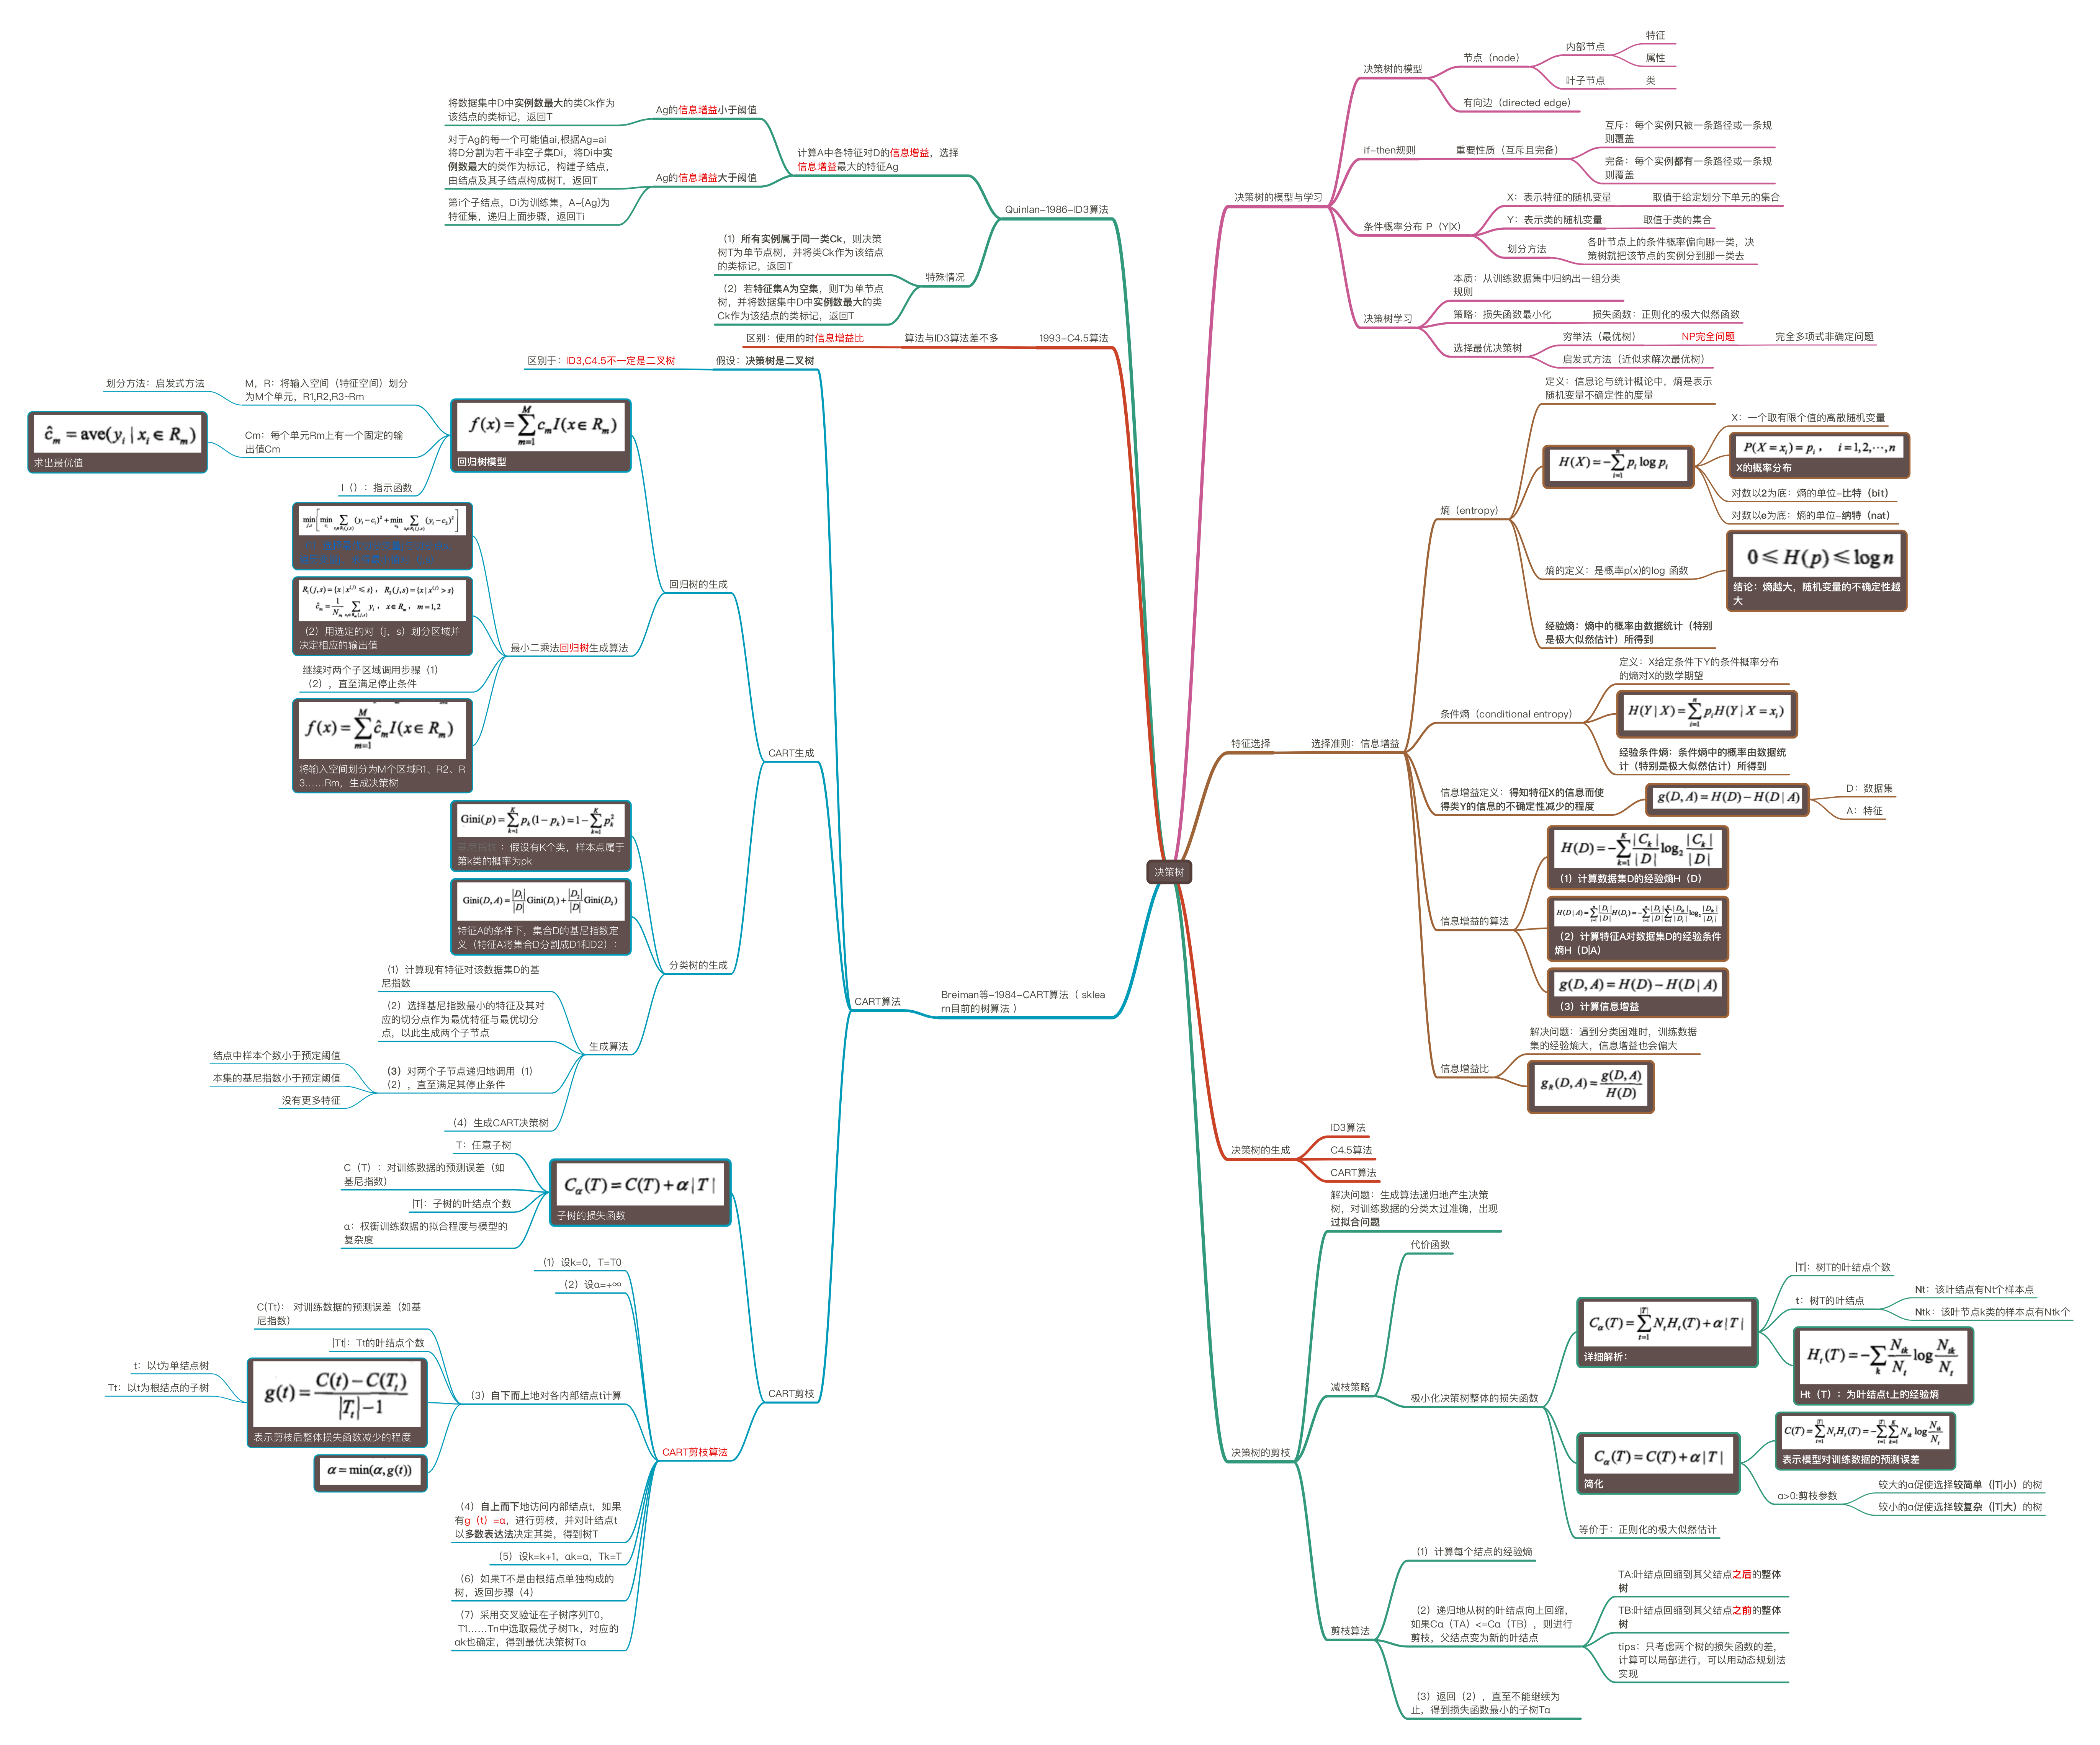 决策树
决策树的模型与学习
决策树的模型
节点（node）
内部节点
特征
属性
叶子节点
类
有向边（directed edge）
if-then规则
重要性质（互斥且完备）
互斥：每个实例只被一条路径或一条规
则覆盖
完备：每个实例都有一条路径或一条规
则覆盖
条件概率分布 P（Y|X）
X：表示特征的随机变量
取值于给定划分下单元的集合
Y：表示类的随机变量
取值于类的集合
划分方法
各叶节点上的条件概率偏向哪一类，决
策树就把该节点的实例分到那一类去
决策树学习
本质：从训练数据集中归纳出一组分类
规则
策略：损失函数最小化
损失函数：正则化的极大似然函数
选择最优决策树
穷举法（最优树）
NP完全问题
完全多项式非确定问题
启发式方法（近似求解次最优树）
特征选择
选择准则：信息增益
熵（entropy）
定义：信息论与统计概论中，熵是表示
随机变量不确定性的度量
H(X)=-∑_{i=1}^{n} p_i log p_i
X：一个取有限个值的离散随机变量
P(X=x_i)=p_i， i=1,2,⋯,n
X的概率分布
对数以2为底：熵的单位-比特（bit）
对数以e为底：熵的单位-纳特（nat）
熵的定义：是概率p(x)的log 函数
0≤H(p)≤log n
结论：熵越大，随机变量的不确定性越
大
经验熵：熵中的概率由数据统计（特别
是极大似然估计）所得到
条件熵（conditional entropy）
定义：X给定条件下Y的条件概率分布
的熵对X的数学期望
H(Y|X)=∑_{i=1}^{n} p_i H(Y|X=x_i)
经验条件熵：条件熵中的概率由数据统
计（特别是极大似然估计）所得到
信息增益定义：得知特征X的信息而使
得类Y的信息的不确定性减少的程度
g(D,A)=H(D)-H(D|A)
D：数据集
A：特征
信息增益的算法
H(D)=-∑_{k=1}^{K} |C_k|/|D| log_2 |C_k|/|D|
（1）计算数据集D的经验熵H（D）
H(D|A)=∑_{i=1}^{n} |D_i|/|D| H(D_i)=-∑_{i=1}^{n} |D_i|/|D| ∑_{k=1}^{K} |D_ik|/|D_i| log_2 |D_ik|/|D_i|
（2）计算特征A对数据集D的经验条件
熵H（D|A）
g(D,A)=H(D)-H(D|A)
（3）计算信息增益
信息增益比
解决问题：遇到分类困难时，训练数据
集的经验熵大，信息增益也会偏大
g_R(D,A)=g(D,A)/H(D)
决策树的生成
ID3算法
C4.5算法
CART算法
决策树的剪枝
解决问题：生成算法递归地产生决策
树，对训练数据的分类太过准确，出现
过拟合问题
减枝策略
代价函数
极小化决策树整体的损失函数
C_α(T)=∑_{t=1}^{|T|} N_t H_t(T)+α|T|
详细解析：
|T|：树T的叶结点个数
t：树T的叶结点
Nt：该叶结点有Nt个样本点
Ntk：该叶节点k类的样本点有Ntk个
H_t(T)=-∑_k N_tk/N_t log N_tk/N_t
Ht（T）：为叶结点t上的经验熵
C_α(T)=C(T)+α|T|
简化
C(T)=∑_{t=1}^{|T|} N_t H_t(T)=-∑_{t=1}^{|T|} ∑_{k=1}^{K} N_tk log N_tk/N_t
表示模型对训练数据的预测误差
α>0:剪枝参数
较大的α促使选择较简单（|T|小）的树
较小的α促使选择较复杂（|T|大）的树
等价于：正则化的极大似然估计
剪枝算法
（1）计算每个结点的经验熵
（2）递归地从树的叶结点向上回缩，
如果Cα（TA）<=Cα（TB），则进行
剪枝，父结点变为新的叶结点
TA:叶结点回缩到其父结点之后的整体
树
TB:叶结点回缩到其父结点之前的整体
树
tips：只考虑两个树的损失函数的差，
计算可以局部进行，可以用动态规划法
实现
（3）返回（2），直至不能继续为
止，得到损失函数最小的子树Tα
Quinlan-1986-ID3算法
计算A中各特征对D的信息增益，选择
信息增益最大的特征Ag
Ag的信息增益小于阈值
将数据集中D中实例数最大的类Ck作为
该结点的类标记，返回T
Ag的信息增益大于阈值
对于Ag的每一个可能值ai,根据Ag=ai
将D分割为若干非空子集Di，将Di中实
例数最大的类作为标记，构建子结点，
由结点及其子结点构成树T，返回T
第i个子结点，Di为训练集，A-{Ag}为
特征集，递归上面步骤，返回Ti
特殊情况
（1）所有实例属于同一类Ck，则决策
树T为单节点树，并将类Ck作为该结点
的类标记，返回T
（2）若特征集A为空集，则T为单节点
树，并将数据集中D中实例数最大的类
Ck作为该结点的类标记，返回T
1993-C4.5算法
算法与ID3算法差不多
区别：使用的时信息增益比
Breiman等-1984-CART算法（ sklea
rn目前的树算法 ）
CART算法
假设：决策树是二叉树
区别于：ID3,C4.5不一定是二叉树
CART生成
回归树的生成
f(x)=∑_{m=1}^{M} c_m I(x∈R_m)
回归树模型
M，R：将输入空间（特征空间）划分
为M个单元，R1,R2,R3~Rm
划分方法：启发式方法
Cm：每个单元Rm上有一个固定的输
出值Cm
ĉ_m=ave(y_i|x_i∈R_m)
求出最优值
I（）：指示函数
最小二乘法回归树生成算法
min_{j,s}[min_{c_1} ∑_{x_i∈R_1(j,s)} (y_i-c_1)²+min_{c_2} ∑_{x_i∈R_2(j,s)} (y_i-c_2)²]
R_1(j,s)={x|x^(j)≤s}， R_2(j,s)={x|x^(j)>s}
ĉ_m=1/N_m ∑_{x_i∈R_m(j,s)} y_i， x∈R_m， m=1,2
（2）用选定的对（j，s）划分区域并
决定相应的输出值
继续对两个子区域调用步骤（1）
（2），直至满足停止条件
f(x)=∑_{m=1}^{M} ĉ_m I(x∈R_m)
将输入空间划分为M个区域R1、R2、R
3……Rm，生成决策树
分类树的生成
Gini(p)=∑_{k=1}^{K} p_k(1-p_k)=1-∑_{k=1}^{K} p_k²
基尼指数：假设有K个类，样本点属于
第k类的概率为pk
Gini(D,A)=|D_1|/|D| Gini(D_1)+|D_2|/|D| Gini(D_2)
特征A的条件下，集合D的基尼指数定
义（特征A将集合D分割成D1和D2）：
生成算法
（1）计算现有特征对该数据集D的基
尼指数
（2）选择基尼指数最小的特征及其对
应的切分点作为最优特征与最优切分
点，以此生成两个子节点
（3）对两个子节点递归地调用（1）
（2），直至满足其停止条件
结点中样本个数小于预定阈值
本集的基尼指数小于预定阈值
没有更多特征
（4）生成CART决策树
CART剪枝
C_α(T)=C(T)+α|T|
子树的损失函数
T：任意子树
C（T）：对训练数据的预测误差（如
基尼指数）
|T|：子树的叶结点个数
α：权衡训练数据的拟合程度与模型的
复杂度
CART剪枝算法
（1）设k=0，T=T0
（2）设α=+∞
（3）自下而上地对各内部结点t计算
C(Tt)： 对训练数据的预测误差（如基
尼指数）
|Tt|：Tt的叶结点个数
g(t)=C(t)-C(T_t)/|T_t|-1
表示剪枝后整体损失函数减少的程度
t：以t为单结点树
Tt：以t为根结点的子树
α=min(α,g(t))
（4）自上而下地访问内部结点t，如果
有g（t）=α，进行剪枝，并对叶结点t
以多数表达法决定其类，得到树T
（5）设k=k+1，αk=α，Tk=T
（6）如果T不是由根结点单独构成的
树，返回步骤（4）
（7）采用交叉验证在子树序列T0，
T1……Tn中选取最优子树Tk，对应的
αk也确定，得到最优决策树Tα